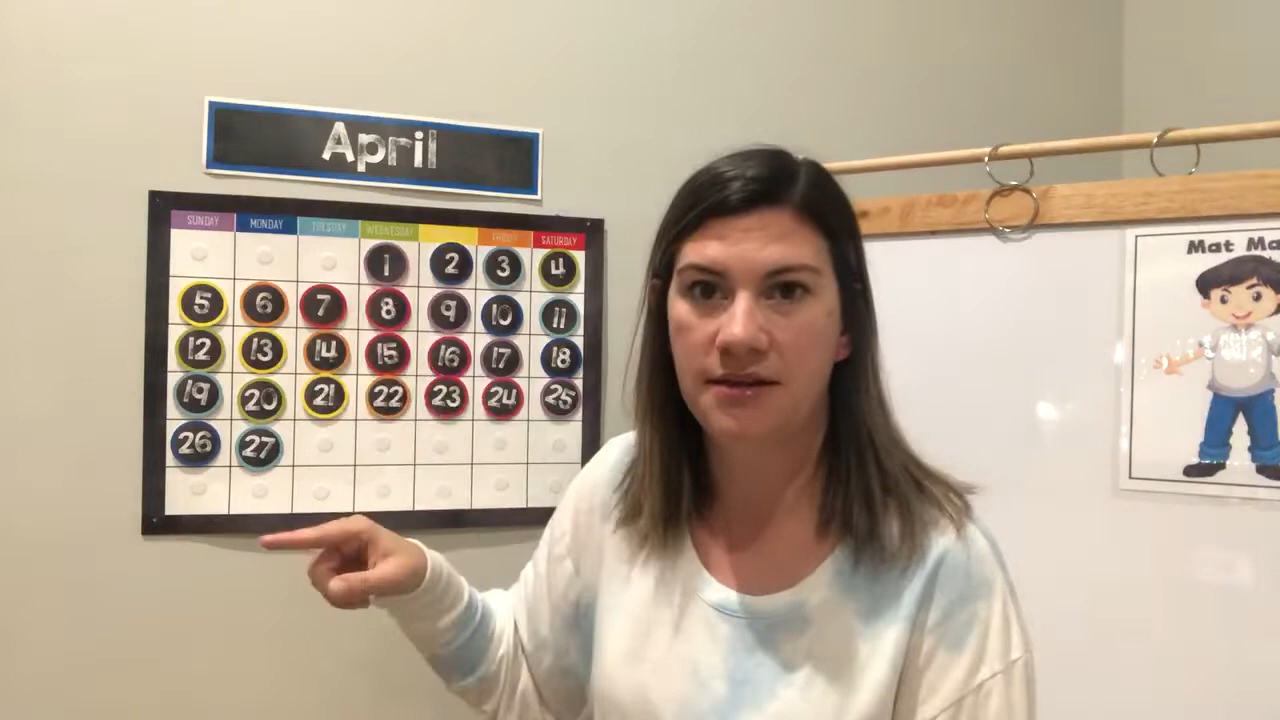 April
SUNDAY MONDAY TUESDAY WEDNESDAY SATURDAY
1 2 3 4
5 6 7 8 9 10 11
12 13 14 15 16 17 18
19 20 21 22 23 24 25
26 27
Mat Ma